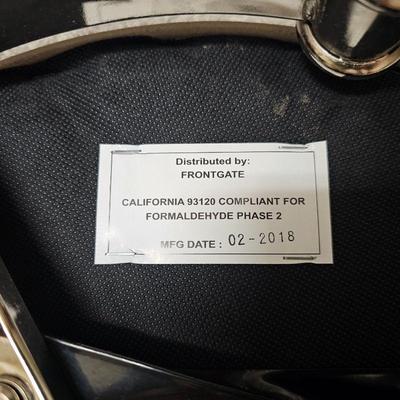 Distributed by:
FRONTGATE
CALIFORNIA 93120 COMPLIANT FOR
FORMALDEHYDE PHASE 2
MFG DATE : 02-2018